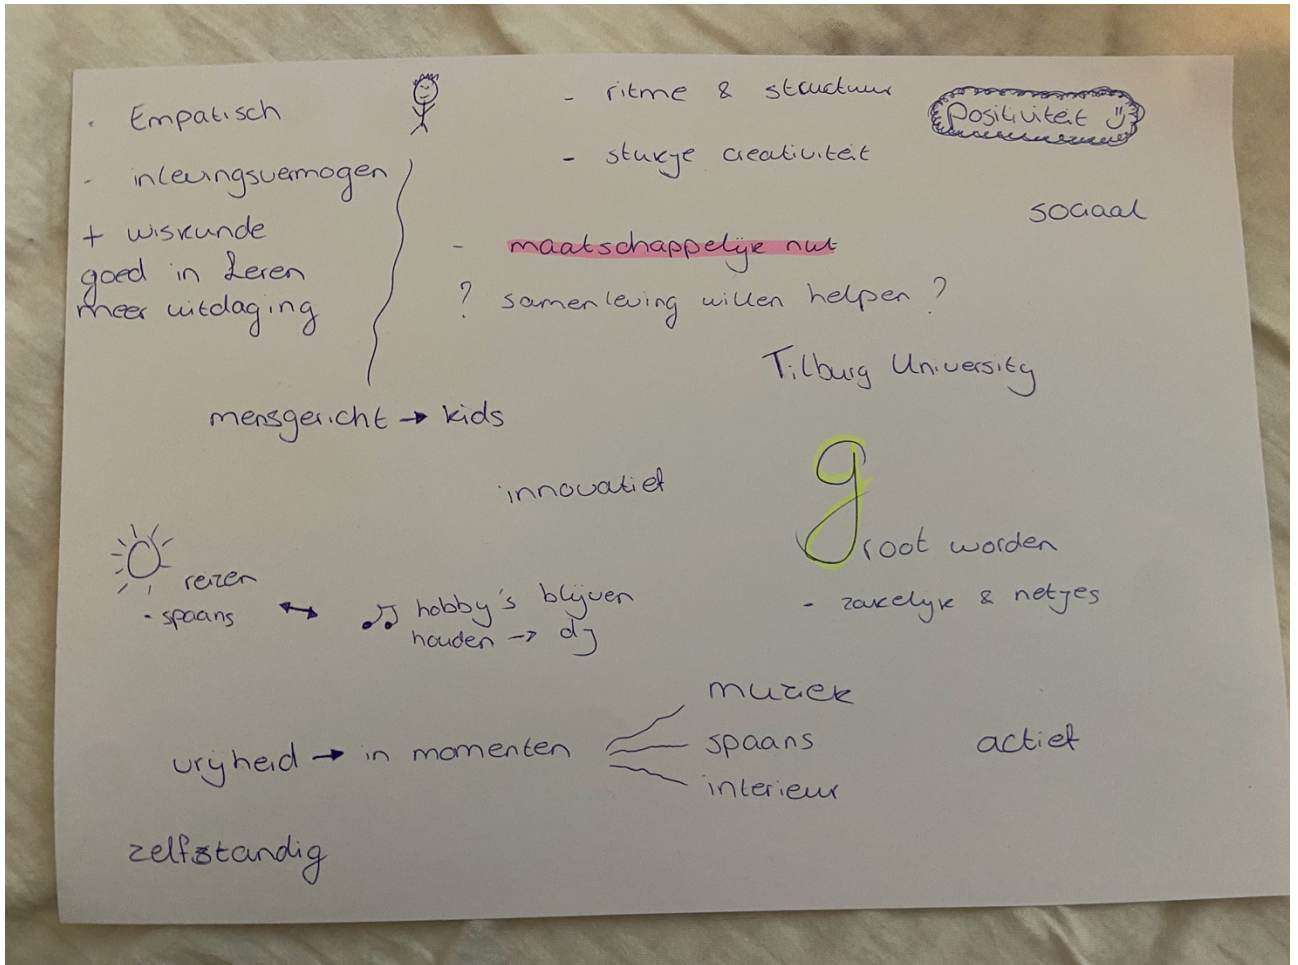 - Empatisch
- inlevingsvermogen
+ wiskunde
goed in Leren
meer uitdaging
- ritme & structuur
- stukje creativiteit
positiviteit
sociaal
- maatschappelijk nut
? samenleving willen helpen ?
Tilburg University
mensgericht → kids
innovatief
groot worden
- zakelijk & netjes
reizen
- spaans ↔ ♫ hobby's blijven
houden → dj
vrijheid → in momenten
muziek
spaans
interieur
actief
zelfstandig